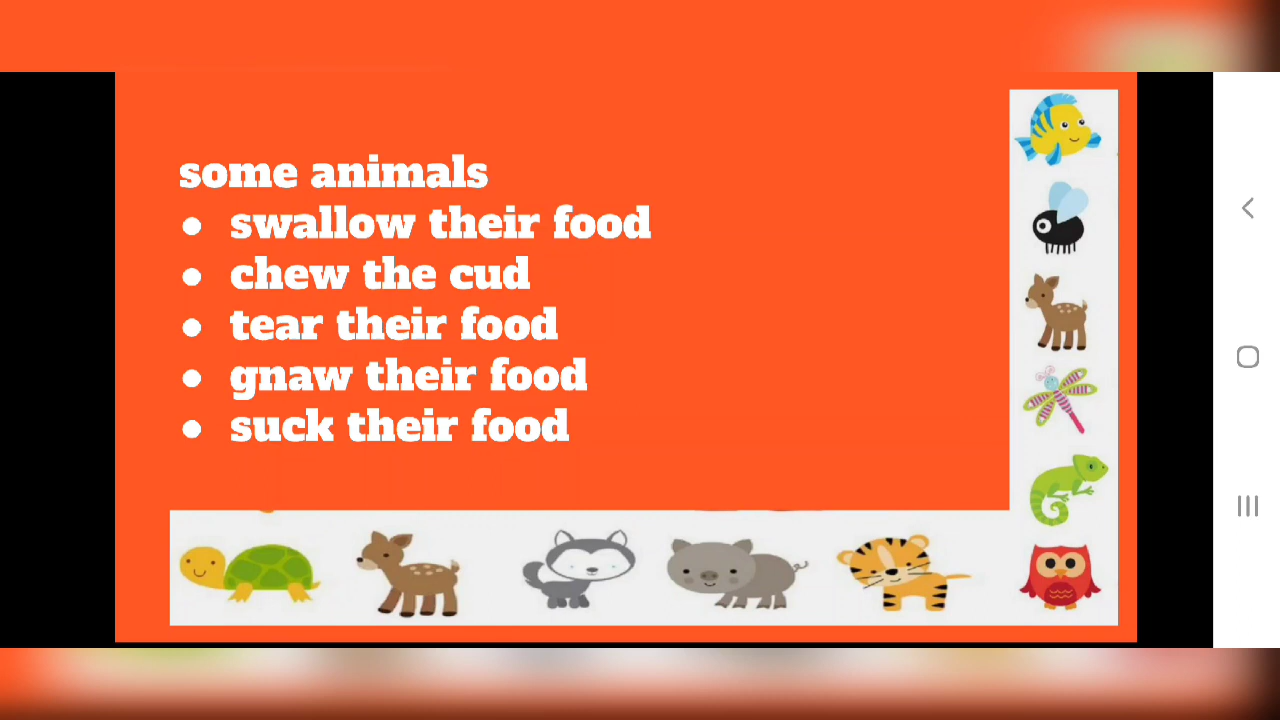 some animals
● swallow their food
● chew the cud
● tear their food
● gnaw their food
● suck their food